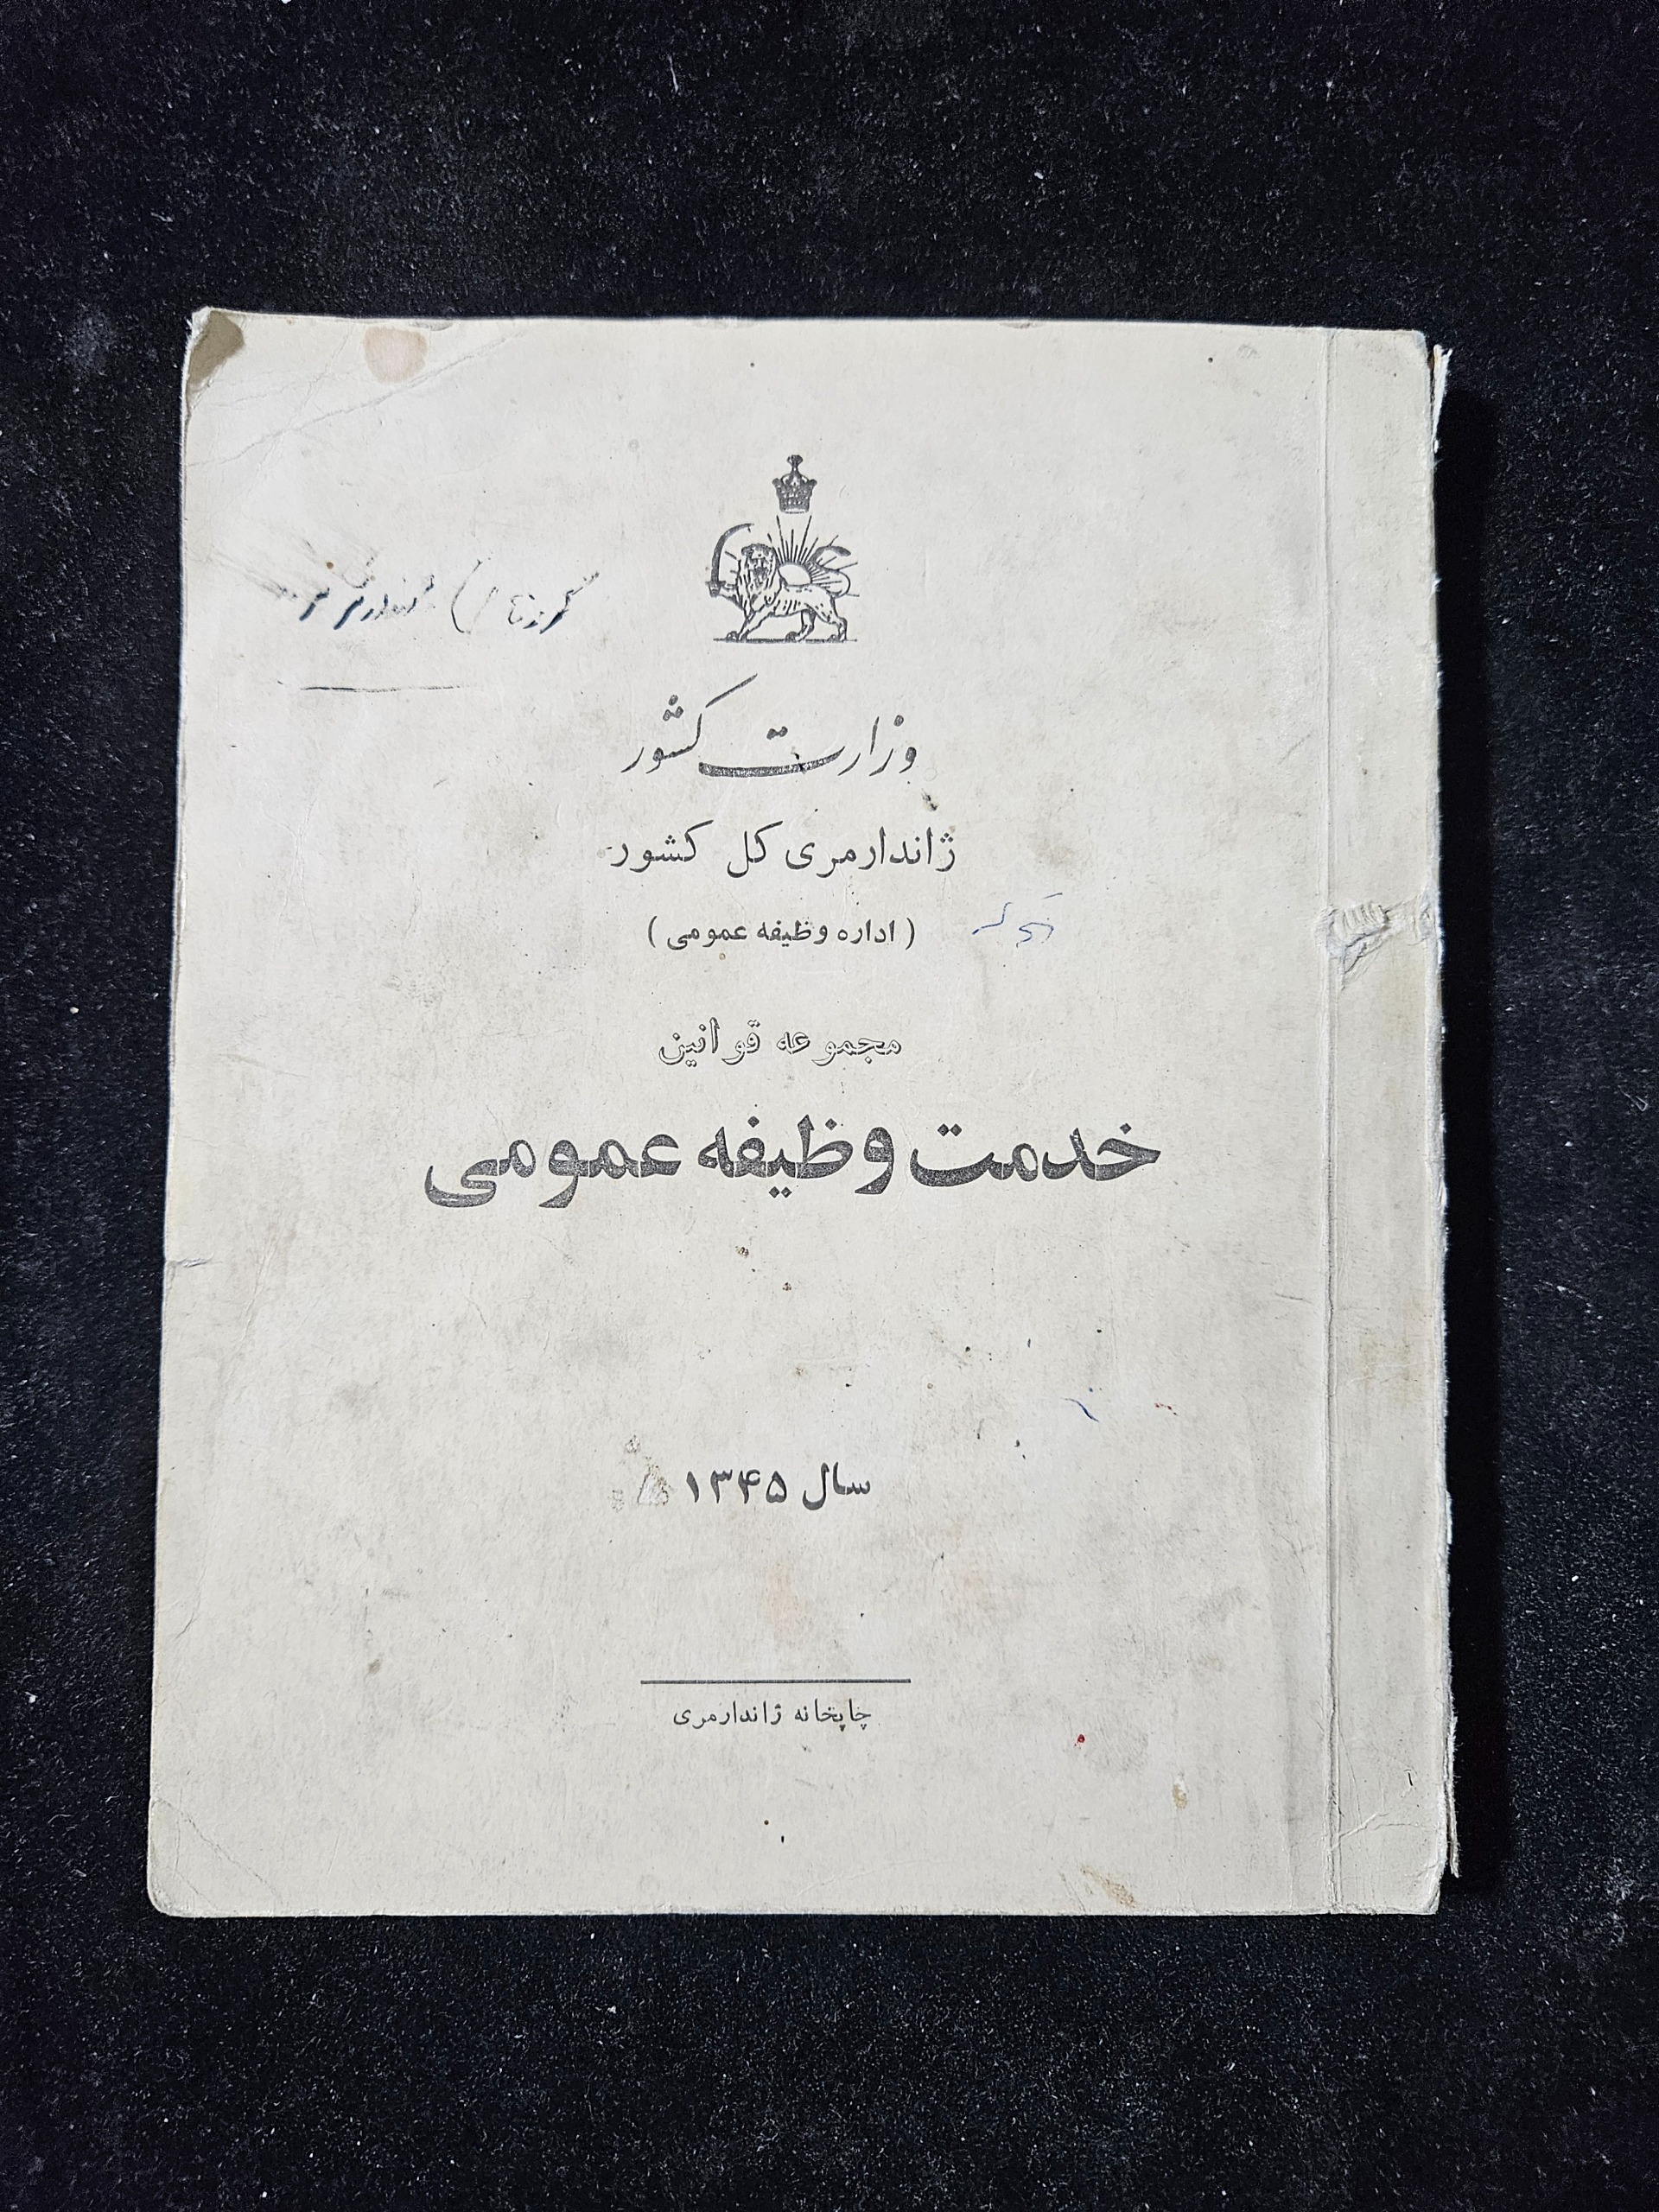 وزارت کشور
ژاندارمری کل کشور
( اداره وظیفه عمومی )
مجموعه قوانین
خدمت وظیفه عمومی
سال ۱۳۴۵
چاپخانه ژاندارمری